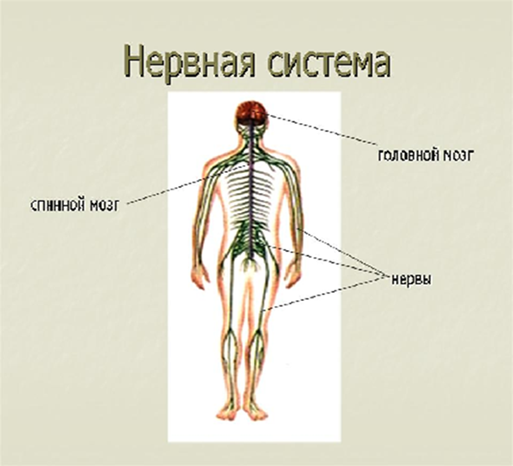 Нервная система
головной мозг
спинной мозг
нервы